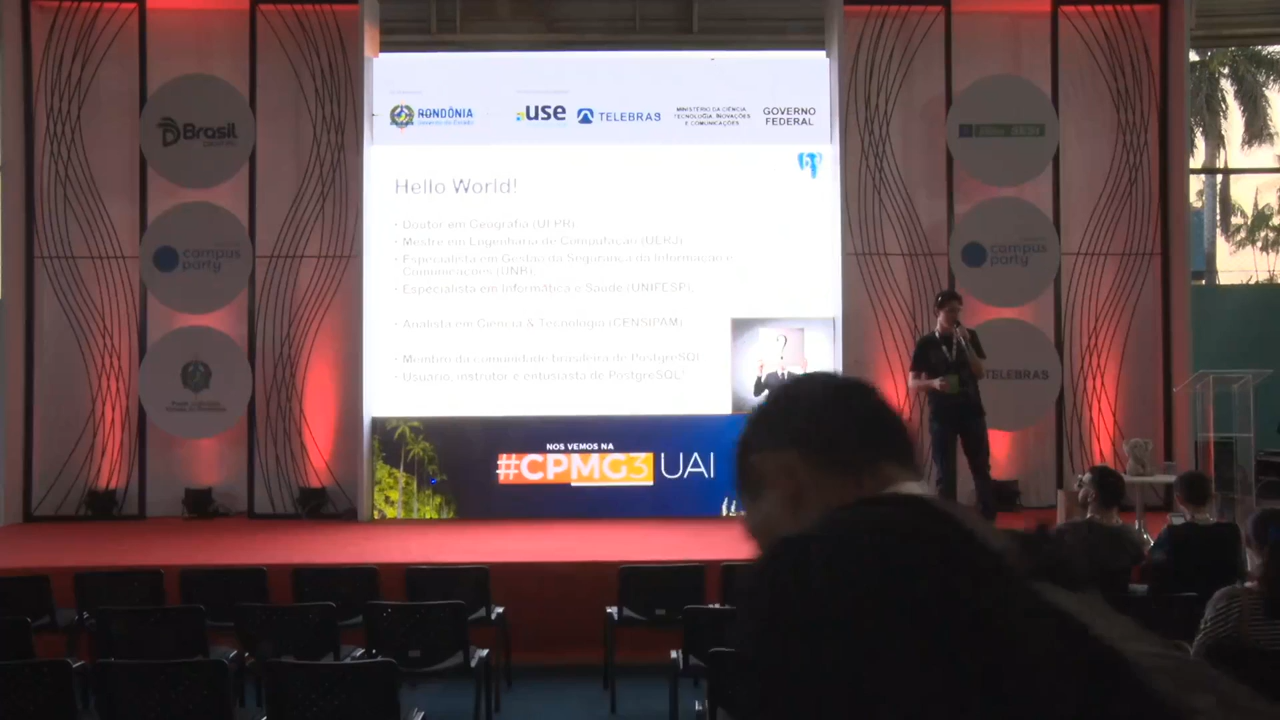 RONDÔNIA
Governo do Estado
use
TELEBRAS
MINISTÉRIO DA CIÊNCIA,
TECNOLOGIA, INOVAÇÕES
E COMUNICAÇÕES
GOVERNO
FEDERAL
Hello World!
• Doutor em Geografia (UFPR)
• Mestre em Engenharia de Computação (UERJ)
• Especialista em Gestão da Segurança da Informação e
Comunicações (UNB),
• Especialista em Informática e Saúde (UNIFESP),
• Analista em Ciência & Tecnologia (CENSIPAM)
• Membro da comunidade brasileira de PostgreSQL
• Usuário, instrutor e entusiasta de PostgreSQL!
?
NOS VEMOS NA
#CPMG3 UAI
Brasil
campus
party
campus
party
TELEBRAS